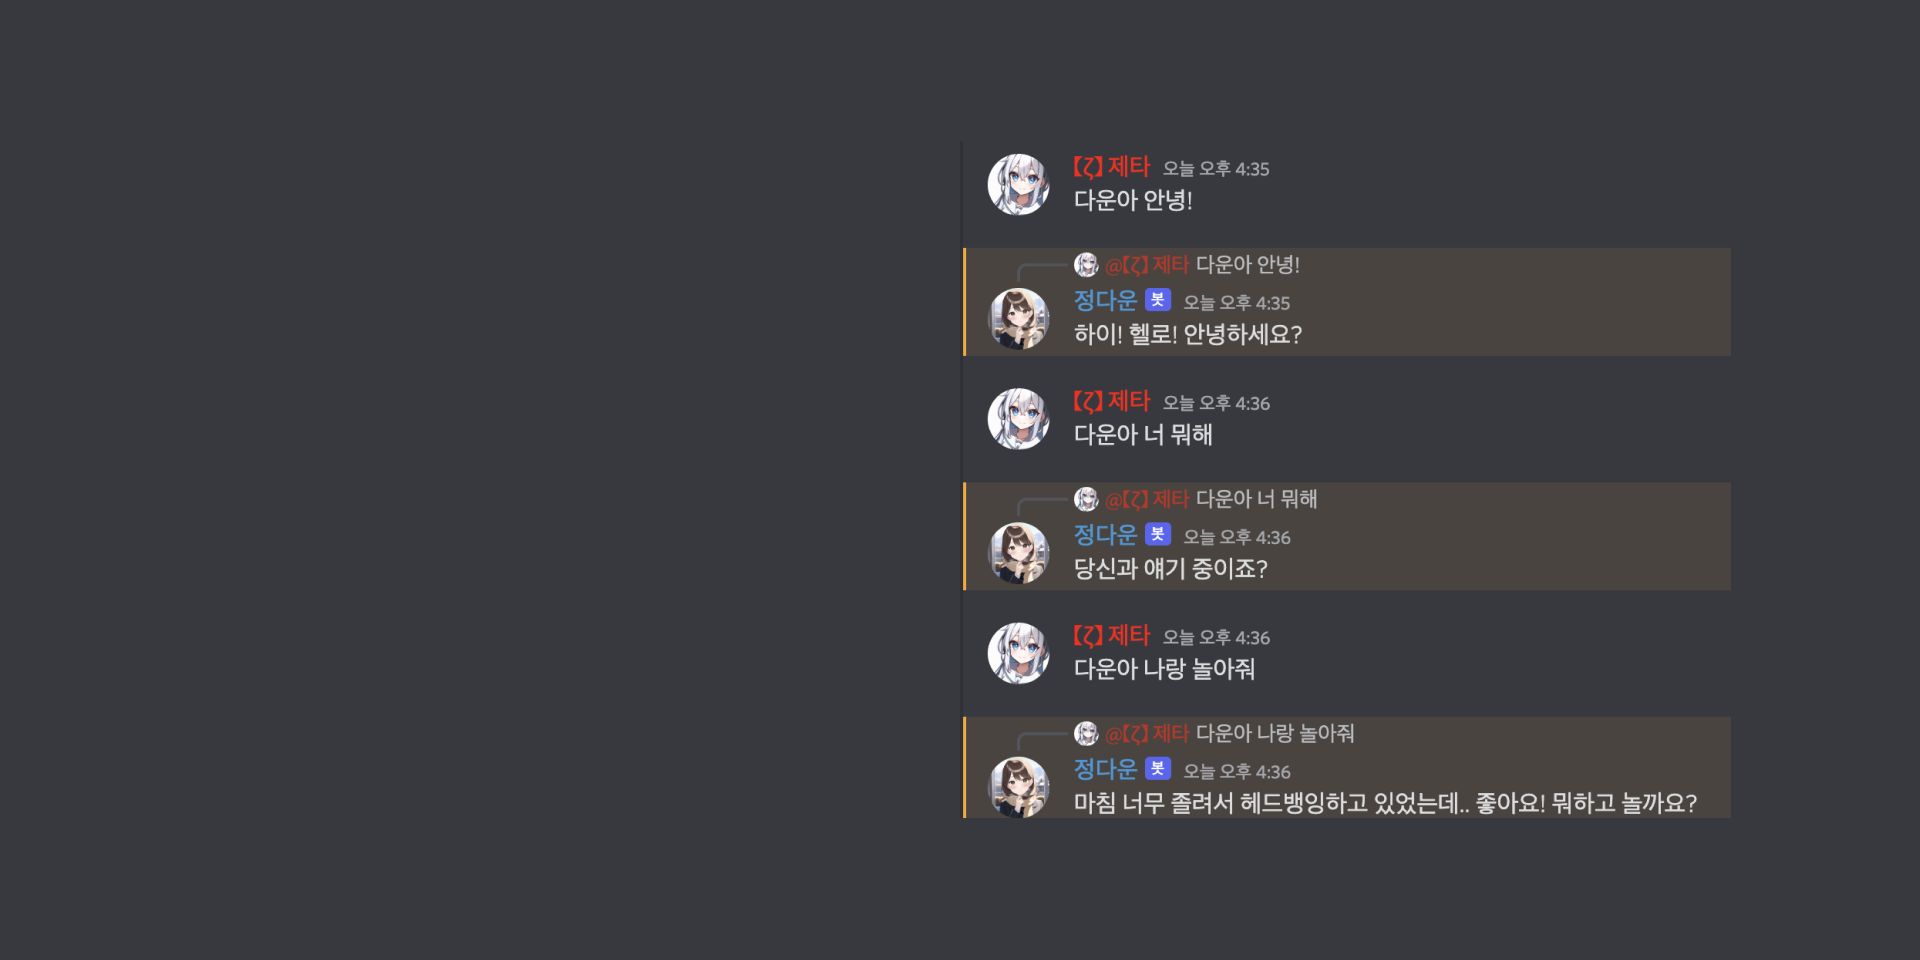 【ζ】제타 오늘 오후 4:35
다운아 안녕!
@【ζ】제타 다운아 안녕!
정다운 봇 오늘 오후 4:35
하이! 헬로! 안녕하세요?
【ζ】제타 오늘 오후 4:36
다운아 너 뭐해
@【ζ】제타 다운아 너 뭐해
정다운 봇 오늘 오후 4:36
당신과 얘기 중이죠?
【ζ】제타 오늘 오후 4:36
다운아 나랑 놀아줘
@【ζ】제타 다운아 나랑 놀아줘
정다운 봇 오늘 오후 4:36
마침 너무 졸려서 헤드뱅잉하고 있었는데.. 좋아요! 뭐하고 놀까요?